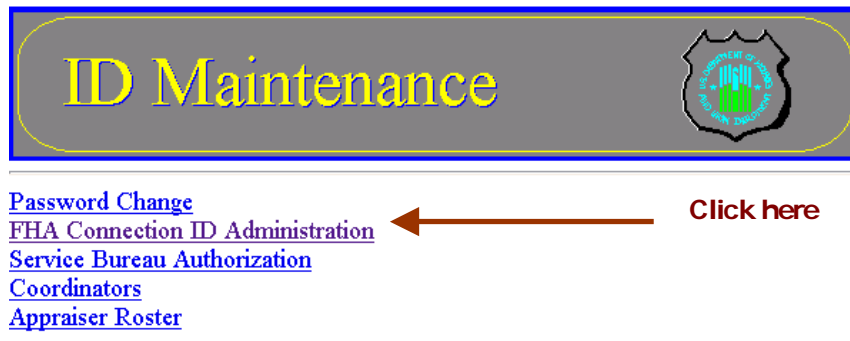 ID Maintenance
Password Change
FHA Connection ID Administration
Click here
Service Bureau Authorization
Coordinators
Appraiser Roster